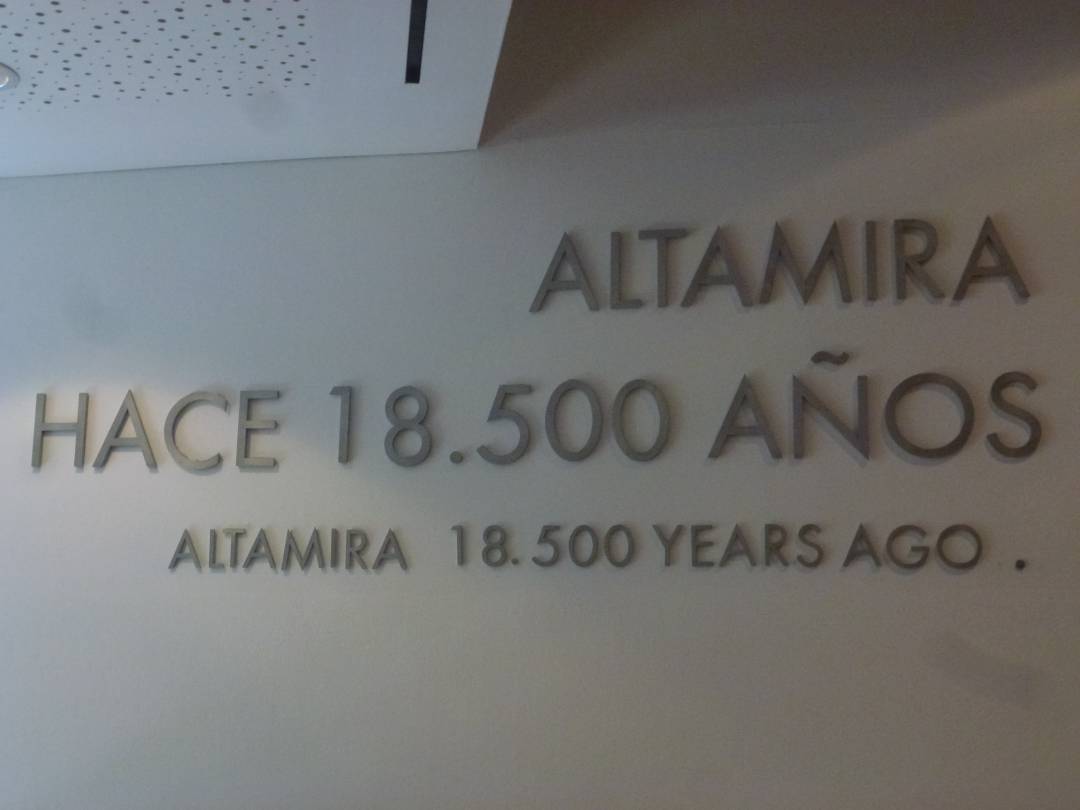 ALTAMIRA
HACE 18.500 AÑOS
ALTAMIRA 18.500 YEARS AGO .